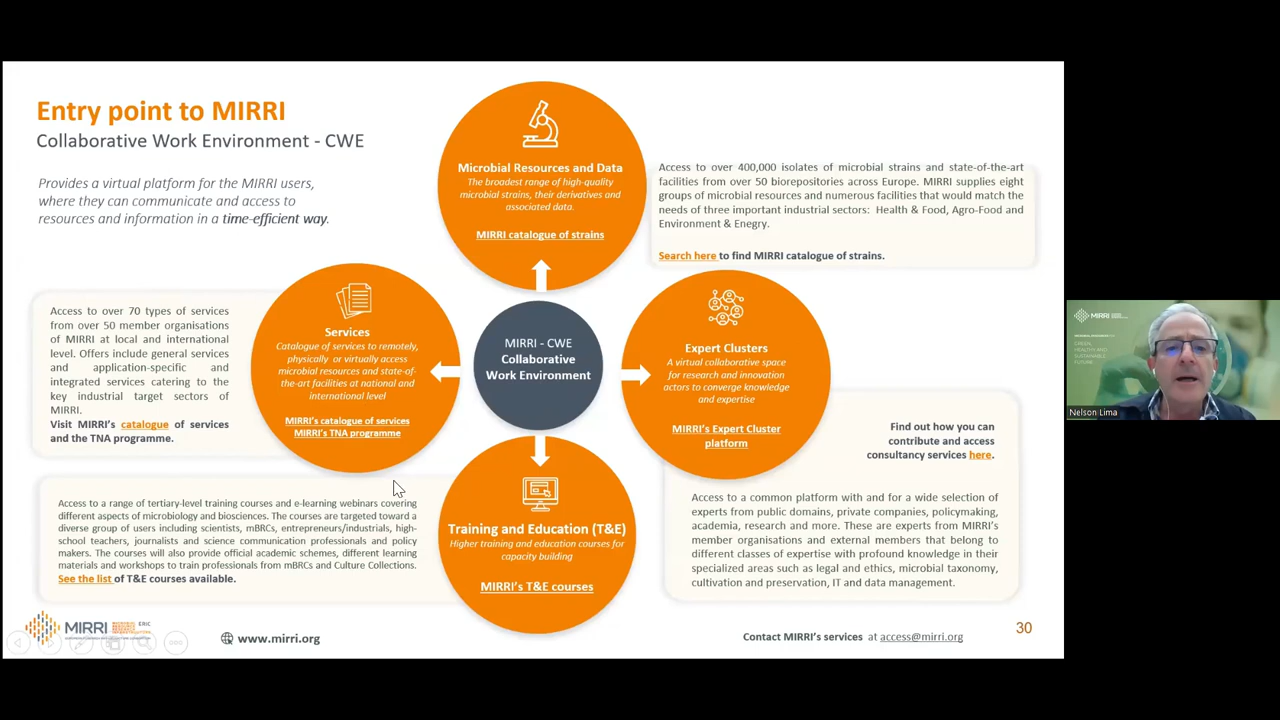 Entry point to MIRRI
Collaborative Work Environment - CWE
Provides a virtual platform for the MIRRI users,
where they can communicate and access to
resources and information in a time-efficient way.
Microbial Resources and Data
The broadest range of high-quality
microbial strains, their derivatives and
associated data.
MIRRI catalogue of strains
Access to over 400,000 isolates of microbial strains and state-of-the-art
facilities from over 50 biorepositories across Europe. MIRRI supplies eight
groups of microbial resources and numerous facilities that would match the
needs of three important industrial sectors: Health & Food, Agro-Food and
Environment & Enegry.
Search here to find MIRRI catalogue of strains.
Access to over 70 types of services
from over 50 member organisations
of MIRRI at local and international
level. Offers include general services
and application-specific and
integrated services catering to the
key industrial target sectors of
MIRRI.
Visit MIRRI's catalogue of services
and the TNA programme.
Services
Catalogue of services to remotely,
physically or virtually access
microbial resources and state-of-
the-art facilities at national and
international level
MIRRI's catalogue of services
MIRRI's TNA programme
MIRRI - CWE
Collaborative
Work Environment
Expert Clusters
A virtual collaborative space
for research and innovation
actors to converge knowledge
and expertise
MIRRI's Expert Cluster
platform
Find out how you can
contribute and access
consultancy services here.
Access to a common platform with and for a wide selection of
experts from public domains, private companies, policymaking,
academia, research and more. These are experts from MIRRI's
member organisations and external members that belong to
different classes of expertise with profound knowledge in their
specialized areas such as legal and ethics, microbial taxonomy,
cultivation and preservation, IT and data management.
Access to a range of tertiary-level training courses and e-learning webinars covering
different aspects of microbiology and biosciences. The courses are targeted toward a
diverse group of users including scientists, mBRCs, entrepreneurs/industrials, high-
school teachers, journalists and science communication professionals and policy
makers. The courses will also provide official academic schemes, different learning
materials and workshops to train professionals from mBRCs and Culture Collections.
See the list of T&E courses available.
Training and Education (T&E)
Higher training and education courses for
capacity building
MIRRI's T&E courses
MIRRI
ERIC
www.mirri.org
Contact MIRRI's services at access@mirri.org
30
MIRRI
GREEN,
HEALTHY AND
SUSTAINABLE
FUTURE
Nelson Lima